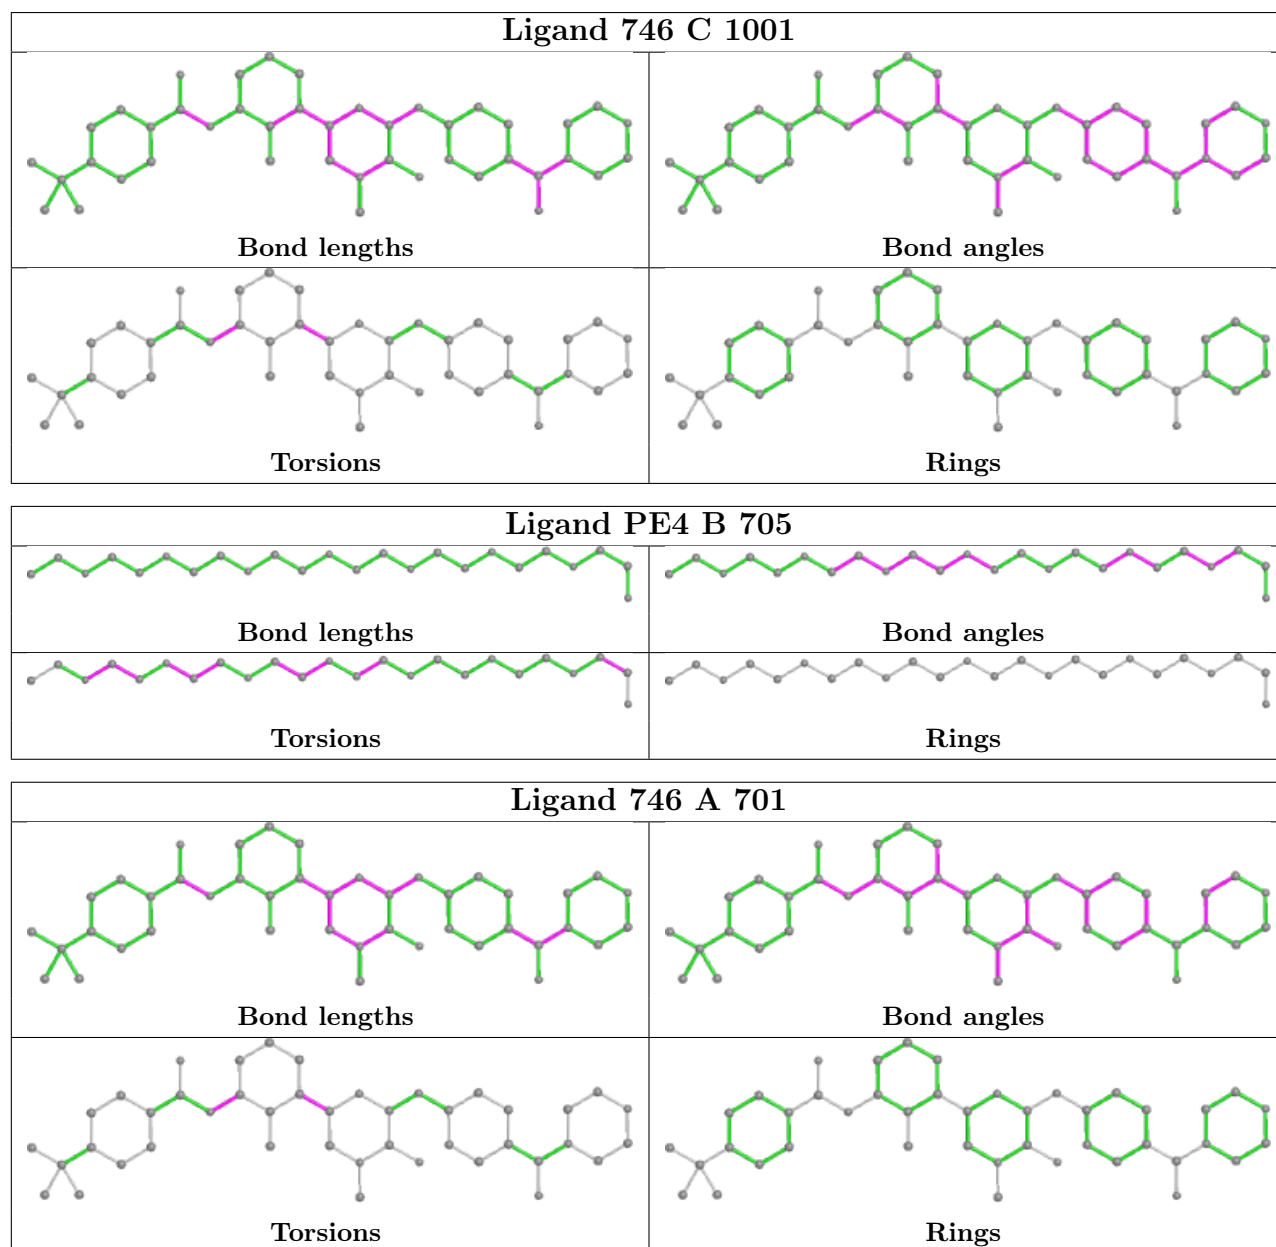 Ligand 746 C 1001
Bond lengths
Bond angles
Torsions
Rings
Ligand PE4 B 705
Bond lengths
Bond angles
Torsions
Rings
Ligand 746 A 701
Bond lengths
Bond angles
Torsions
Rings